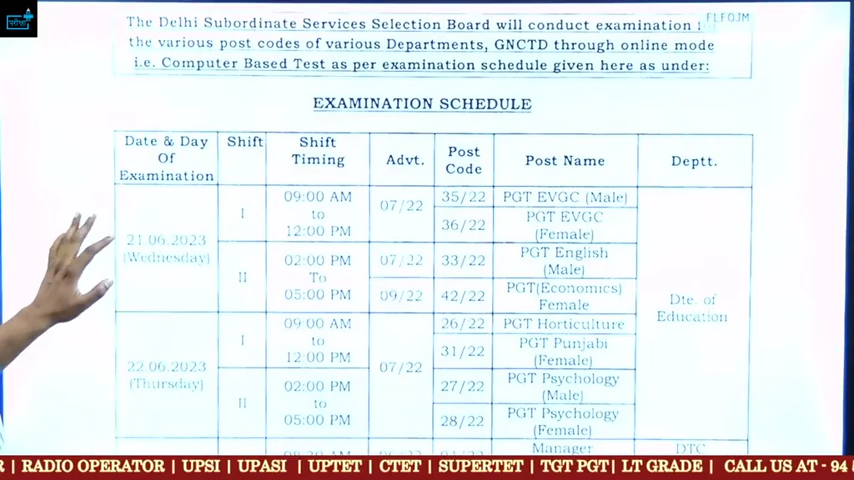 परीक्षा
FLFOJM
The Delhi Subordinate Services Selection Board will conduct examination
the various post codes of various Departments, GNCTD through online mode
i.e. Computer Based Test as per examination schedule given here as under:
EXAMINATION SCHEDULE
Date & Day Of Examination | Shift | Shift Timing | Advt. | Post Code | Post Name | Deptt.
21.06.2023 (Wednesday) | I | 09:00 AM to 12:00 PM | 07/22 | 35/22 | PGT EVGC (Male) | Dte. of Education
36/22 | PGT EVGC (Female)
II | 02:00 PM To 05:00 PM | 07/22 | 33/22 | PGT English (Male)
09/22 | 42/22 | PGT(Economics) Female
22.06.2023 (Thursday) | I | 09:00 AM to 12:00 PM | 07/22 | 26/22 | PGT Horticulture
31/22 | PGT Punjabi (Female)
II | 02:00 PM to 05:00 PM | 27/22 | PGT Psychology (Male)
28/22 | PGT Psychology (Female)
Manager | DTC
R | RADIO OPERATOR | UPSI | UPASI | UPTET | CTET | SUPERTET | TGT PGT| LT GRADE | CALL US AT - 94